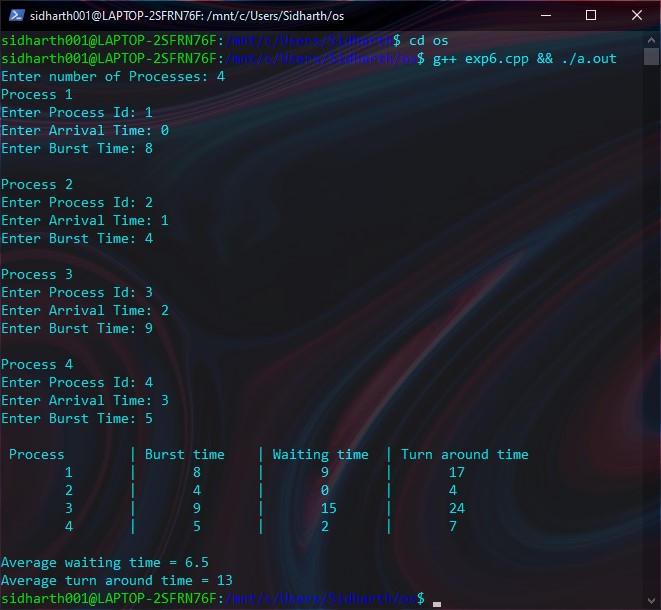 sidharth001@LAPTOP-2SFRN76F: /mnt/c/Users/Sidharth/os
sidharth001@LAPTOP-2SFRN76F:/mnt/c/Users/Sidharth$ cd os
sidharth001@LAPTOP-2SFRN76F:/mnt/c/Users/Sidharth/os$ g++ exp6.cpp && ./a.out
Enter number of Processes: 4
Process 1
Enter Process Id: 1
Enter Arrival Time: 0
Enter Burst Time: 8
Process 2
Enter Process Id: 2
Enter Arrival Time: 1
Enter Burst Time: 4
Process 3
Enter Process Id: 3
Enter Arrival Time: 2
Enter Burst Time: 9
Process 4
Enter Process Id: 4
Enter Arrival Time: 3
Enter Burst Time: 5
Process | Burst time | Waiting time | Turn around time
1 | 8 | 9 | 17
2 | 4 | 0 | 4
3 | 9 | 15 | 24
4 | 5 | 2 | 7
Average waiting time = 6.5
Average turn around time = 13
sidharth001@LAPTOP-2SFRN76F:/mnt/c/Users/Sidharth/os$